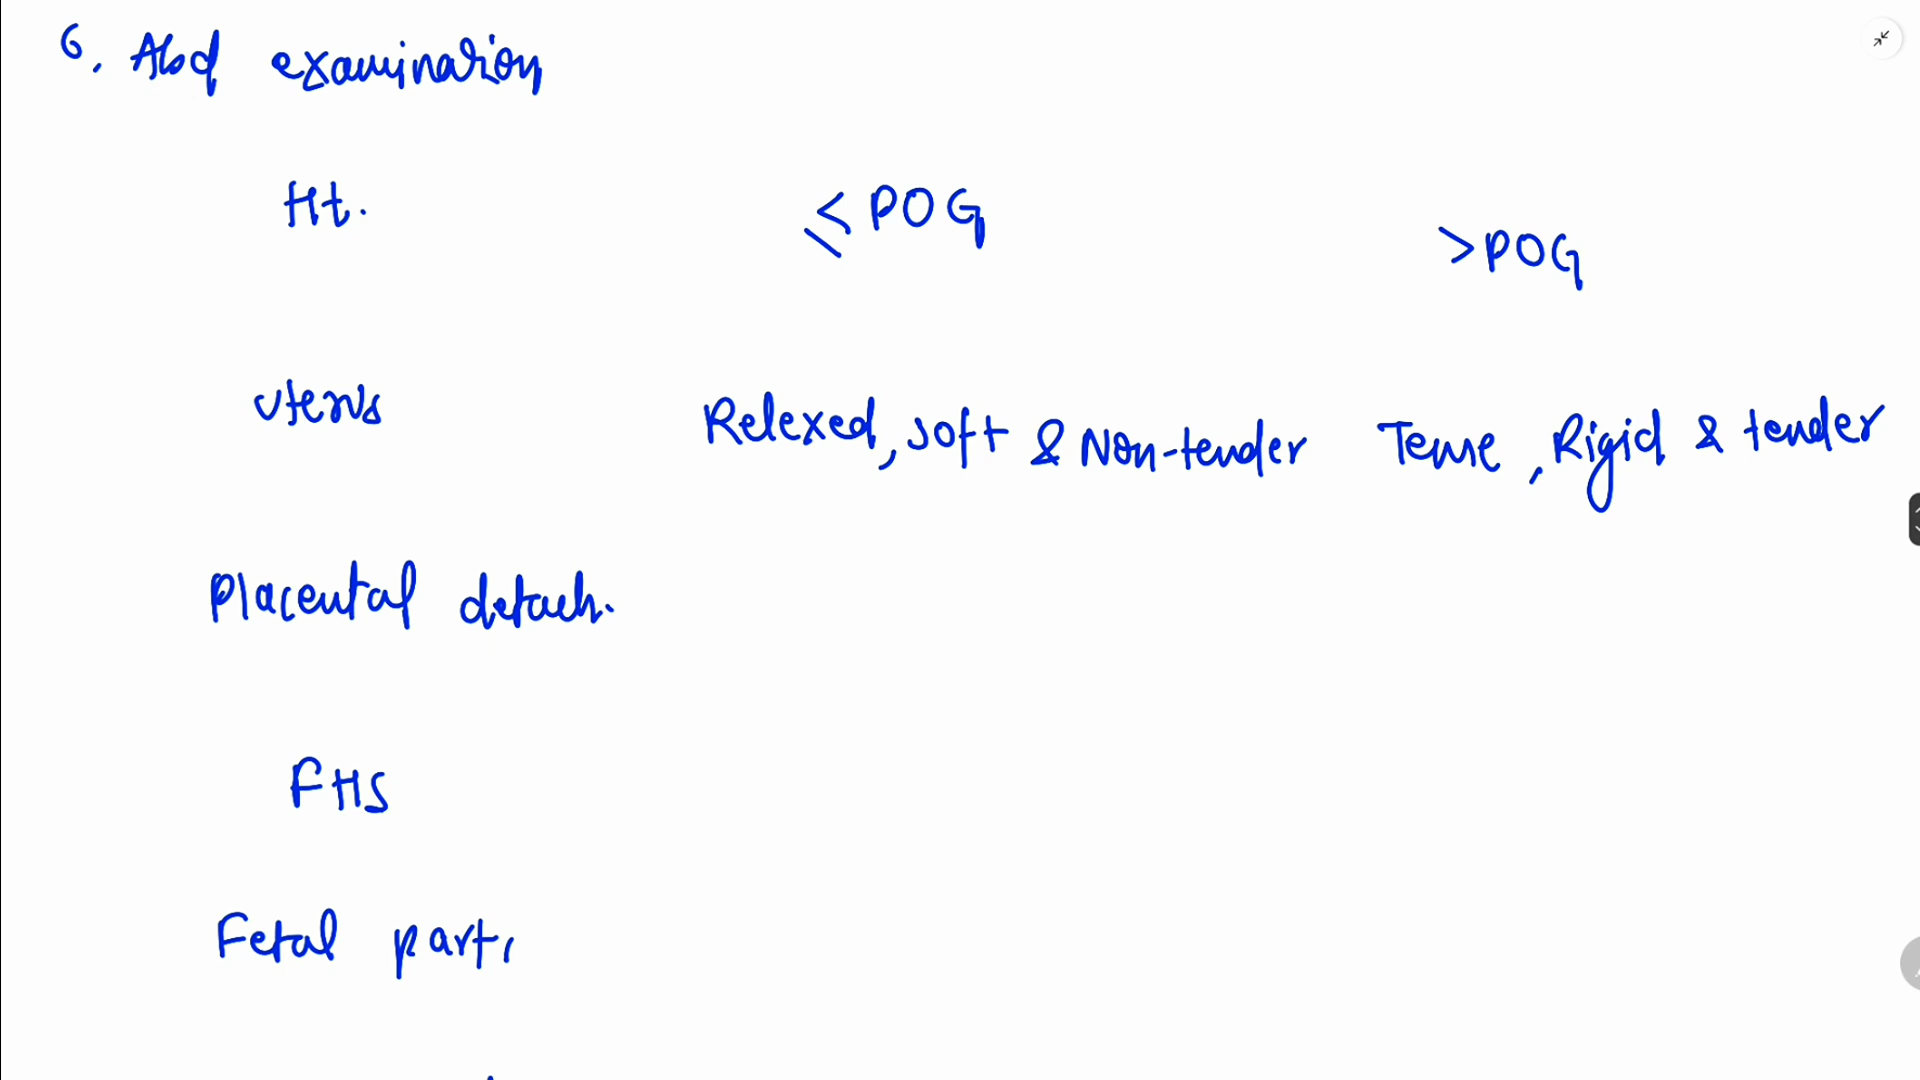 6. Abd examination
Ht. ≤ POG >POG
Uterus Relexed, soft & Non-tender Tense, Rigid & tender
Placental detach.
FHS
Fetal parts